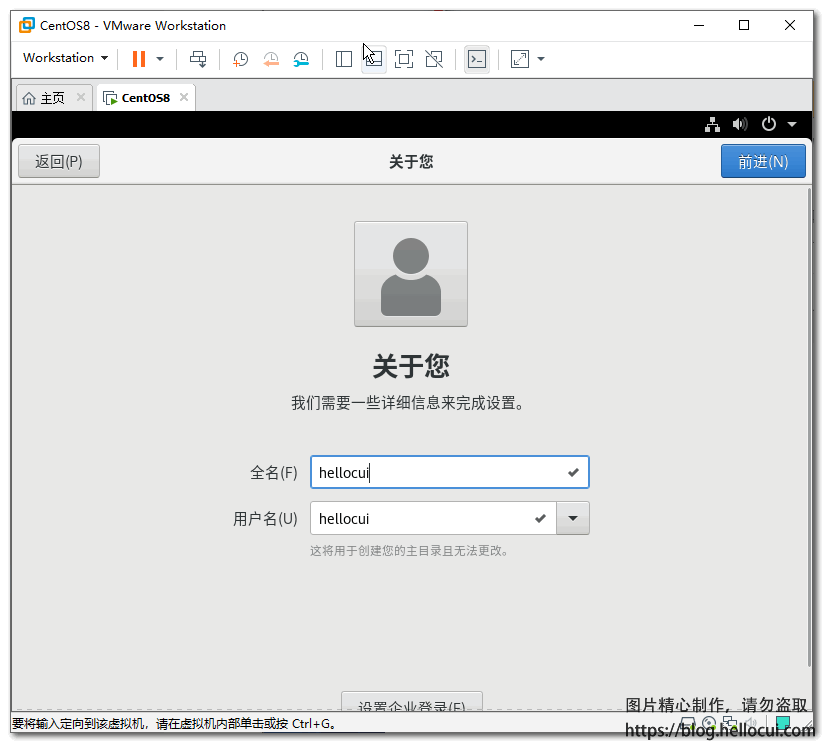 CentOS8 - VMware Workstation
Workstation
主页
CentOS8
返回(P)
关于您
前进(N)
关于您
我们需要一些详细信息来完成设置。
全名(F)
hellocui
用户名(U)
hellocui
这将用于创建您的主目录且无法更改。
设置企业登录(E)
图片精心制作，请勿盗取
要将输入定向到该虚拟机，请在虚拟机内部单击或按 Ctrl+G。
https://blog.hellocui.com